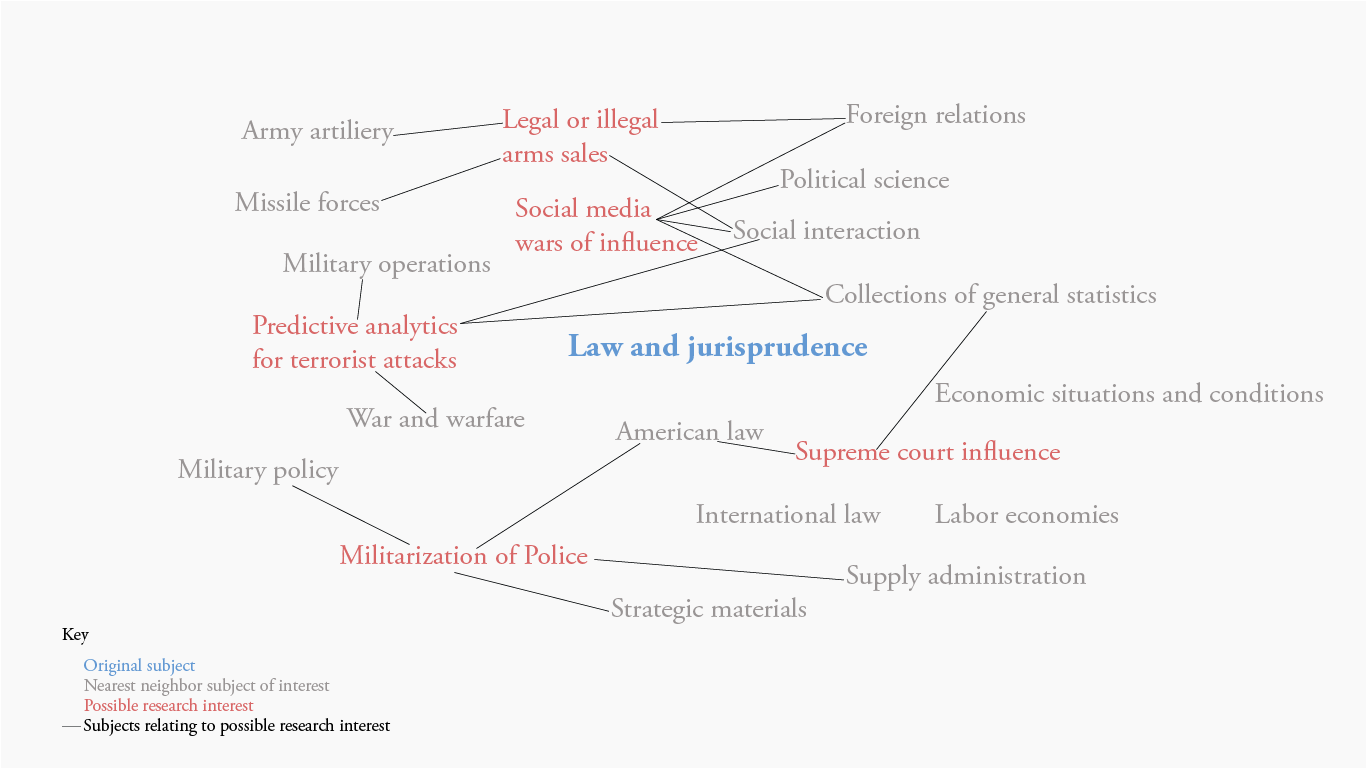 Army artiliery
Legal or illegal
arms sales
Foreign relations
Missile forces
Political science
Social media
wars of influence
Social interaction
Military operations
Collections of general statistics
Predictive analytics
for terrorist attacks
Law and jurisprudence
Economic situations and conditions
War and warfare
American law
Supreme court influence
Military policy
International law
Labor economies
Militarization of Police
Supply administration
Strategic materials
Key
Original subject
Nearest neighbor subject of interest
Possible research interest
Subjects relating to possible research interest